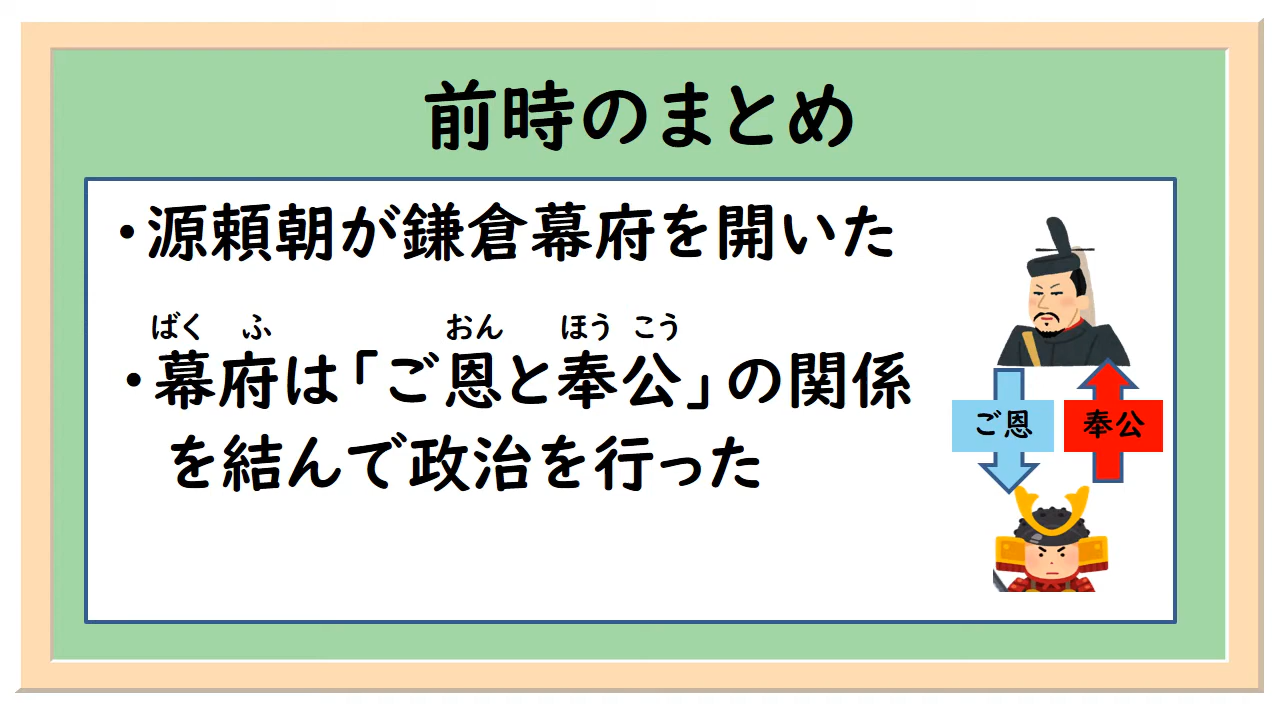 前時のまとめ
・源頼朝が鎌倉幕府を開いた
ばく ふ おん ほう こう
・幕府は「ご恩と奉公」の関係
を結んで政治を行った
ご恩 奉公